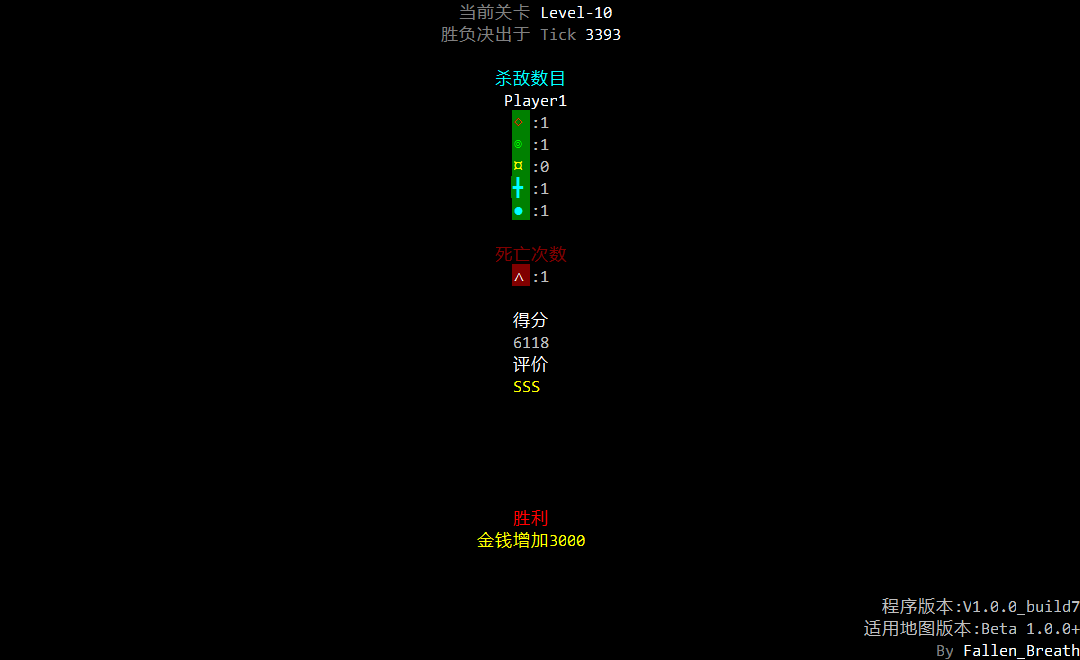 当前关卡 Level-10
胜负决出于 Tick 3393
杀敌数目
Player1
◇:1
◎:1
¤:0
╋:1
●:1
死亡次数
∧:1
得分
6118
评价
SSS
胜利
金钱增加3000
程序版本:V1.0.0_build7
适用地图版本:Beta 1.0.0+
By Fallen_Breath